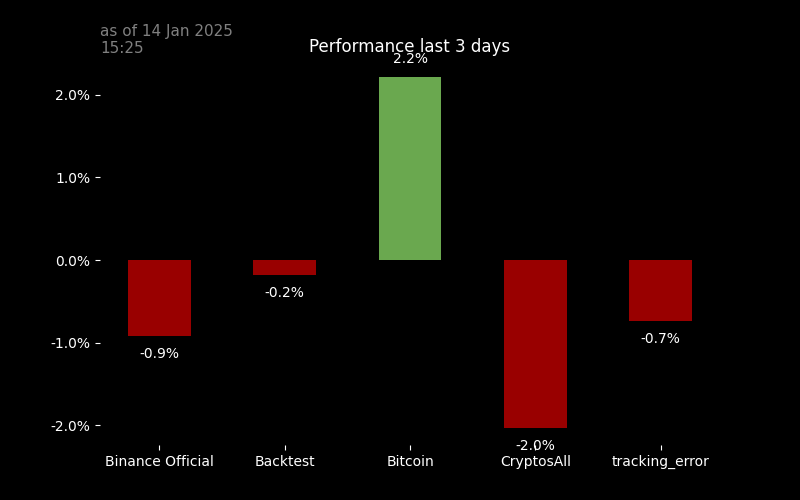 as of 14 Jan 2025
15:25
Performance last 3 days
2.2%
2.0%
1.0%
0.0%
-1.0%
-2.0%
-0.9%
-0.2%
-2.0%
-0.7%
Binance Official
Backtest
Bitcoin
CryptosAll
tracking_error